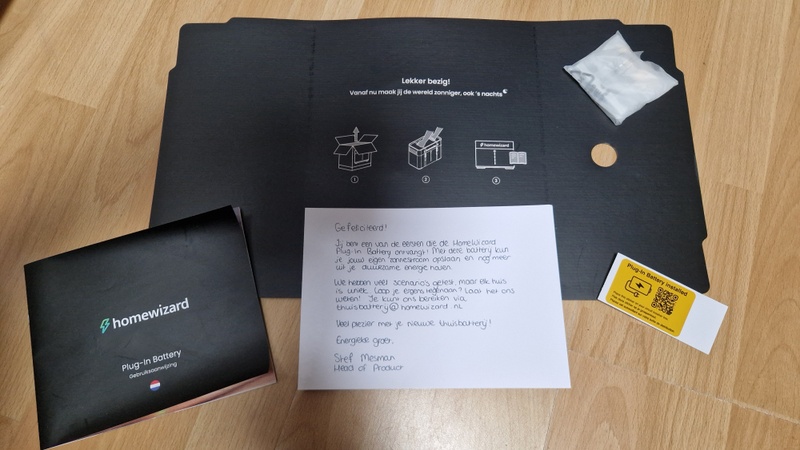 Lekker bezig!
Vanaf nu maak jij de wereld zonniger, ook 's nachts
homewizard
1
2
3
Gefeliciteerd!
Jij bent een van de eersten die de HomeWizard
Plug-In Battery ontvangt! Met deze battery kun
je jouw eigen zonnestroom opslaan en nog meer
uit je duurzame energie halen.
We hebben veel scenario's getest, maar elk huis
is uniek. Loop je ergens tegenaan? Laat het ons
weten! Je kunt ons bereiken via
thuisbattery@homewizard.nl
Veel plezier met je nieuwe thuisbattery!
Energieke groet,
Stef Mesman
Head of Product
homewizard
Plug-In Battery
Gebruiksaanwijzing
Plug-In Battery installed